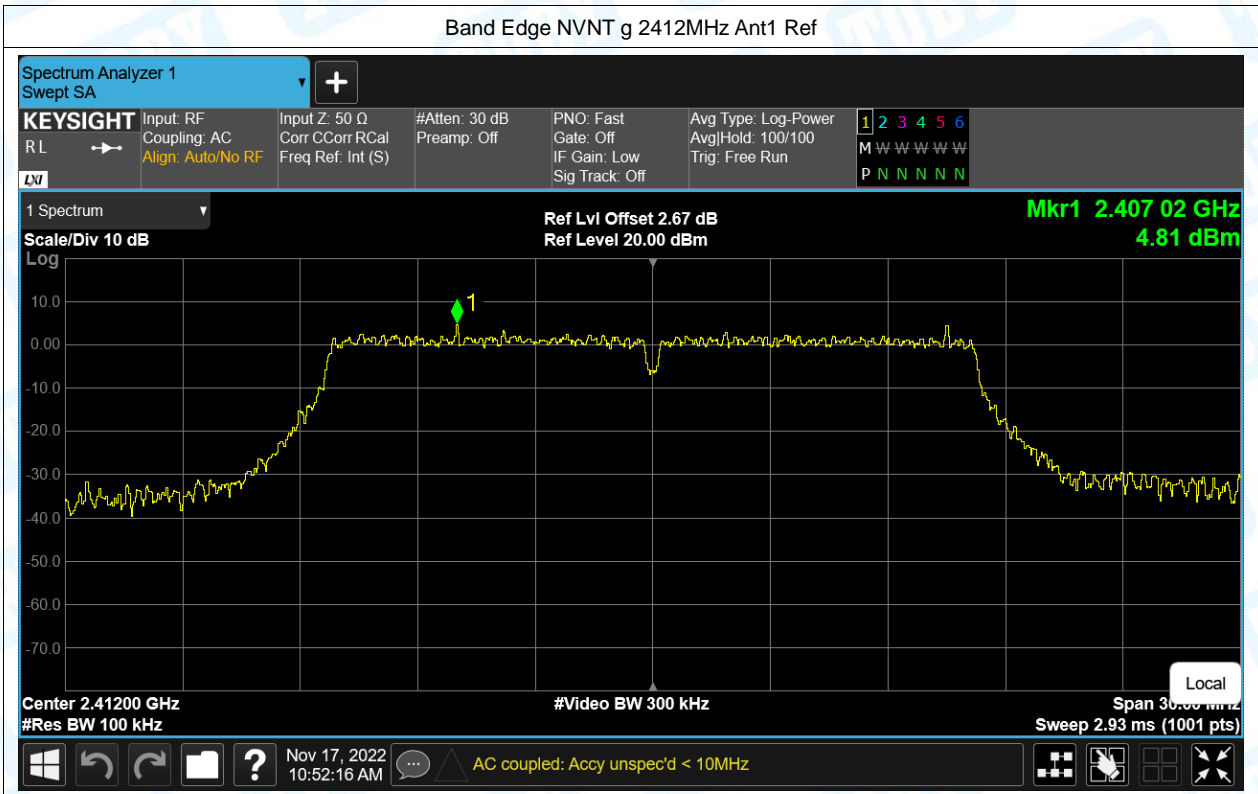 Band Edge NVNT g 2412MHz Ant1 Ref
Spectrum Analyzer 1
Swept SA
KEYSIGHT
RL
LXI
Input: RF
Coupling: AC
Align: Auto/No RF
Input Z: 50 Ω
Corr CCorr RCal
Freq Ref: Int (S)
#Atten: 30 dB
Preamp: Off
PNO: Fast
Gate: Off
IF Gain: Low
Sig Track: Off
Avg Type: Log-Power
Avg|Hold: 100/100
Trig: Free Run
1 2 3 4 5 6
M W W W W W
P N N N N N
1 Spectrum
Scale/Div 10 dB
Ref Lvl Offset 2.67 dB
Ref Level 20.00 dBm
Mkr1 2.407 02 GHz
4.81 dBm
Log
1
10.0
0.00
-10.0
-20.0
-30.0
-40.0
-50.0
-60.0
-70.0
Local
Center 2.41200 GHz
#Video BW 300 kHz
Span 30.00 MHz
#Res BW 100 kHz
Sweep 2.93 ms (1001 pts)
?
Nov 17, 2022
10:52:16 AM
AC coupled: Accy unspec'd < 10MHz